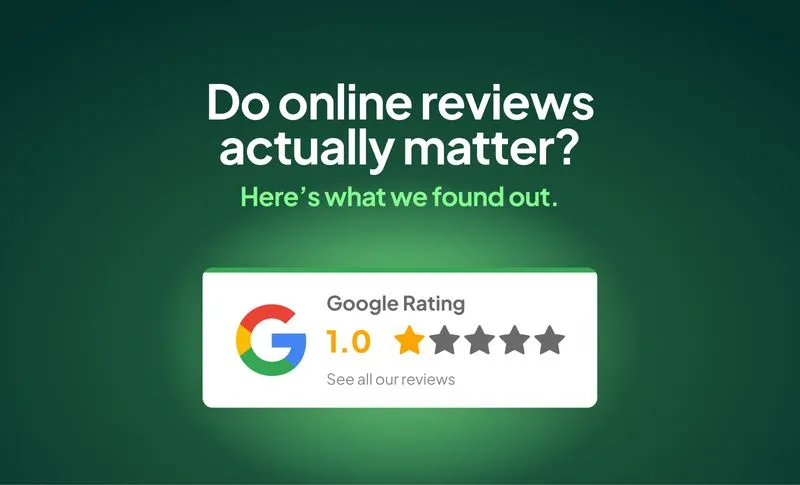 Do online reviews
actually matter?
Here's what we found out.
Google Rating
1.0
See all our reviews